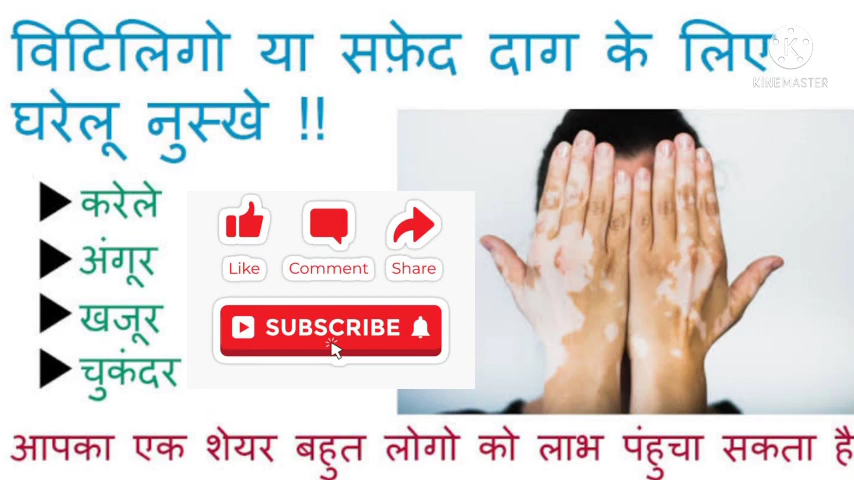 विटिलिगो या सफ़ेद दाग के लिए
KINEMASTER
घरेलू नुस्खे !!
करेले
अंगूर
खजूर
चुकंदर
Like Comment Share
SUBSCRIBE
आपका एक शेयर बहुत लोगो को लाभ पंहुचा सकता है